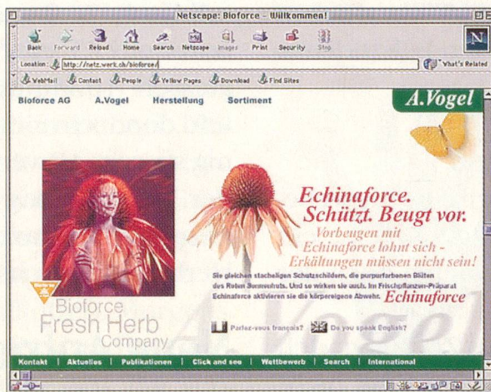 Netscape: Bioforce - Willkommen!
Back Forward Reload Home Search Netscape Images Print Security Stop
Location: http://netz.werk.ch/bioforce/ What's Related
WebMail Contact People Yellow Pages Download Find Sites
Bioforce AG A.Vogel Herstellung Sortiment
A.Vogel
Echinaforce.
Schützt. Beugt vor.
Vorbeugen mit
Echinaforce lohnt sich -
Erkältungen müssen nicht sein!
Sie gleichen stacheligen Schutzschildern, die purpurfarbenen Blüten
des Roten Sonnenhuts. Und so wirken sie auch. Im Frischpflanzen-Präparat
Echinaforce aktivieren sie die körpereigene Abwehr. Echinaforce
Bioforce
Bioforce
Fresh Herb
Company
Parlez-vous français? Do you speak English?
A.Vogel
Kontakt | Aktuelles | Publikationen | Click and see | Wettbewerb | Search | International